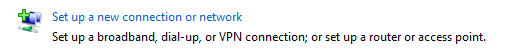 Set up a new connection or network
Set up a broadband, dial-up, or VPN connection; or set up a router or access point.